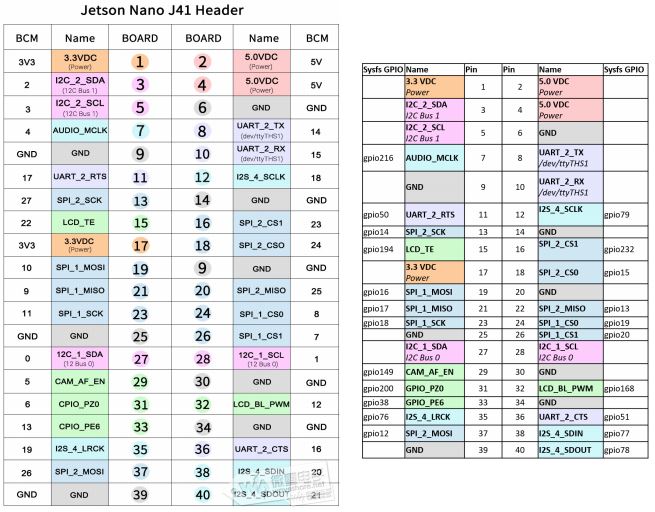 Jetson Nano J41 Header
BCM Name BOARD BOARD Name BCM
3V3 3.3VDC (Power) 1 2 5.0VDC (Power) 5V
2 I2C_2_SDA (12C Bus 1) 3 4 5.0VDC (Power) 5V
3 I2C_2_SCL (12C Bus 1) 5 6 GND GND
4 AUDIO_MCLK 7 8 UART_2_TX (dev/ttyTHS1) 14
GND GND 9 10 UART_2_RX (dev/ttyTHS1) 15
17 UART_2_RTS 11 12 I2S_4_SCLK 18
27 SPI_2_SCK 13 14 GND GND
22 LCD_TE 15 16 SPI_2_CS1 23
3V3 3.3VDC (Power) 17 18 SPI_2_CSO 24
10 SPI_1_MOSI 19 9 GND GND
9 SPI_1_MISO 21 20 SPI_2_MISO 25
11 SPI_1_SCK 23 24 SPI_1_CS0 8
GND GND 25 26 SPI_1_CS1 7
0 12C_1_SDA (12 Bus 0) 27 28 12C_1_SCL (12 Bus 0) 1
5 CAM_AF_EN 29 30 GND GND
6 CPIO_PZ0 31 32 LCD_BL_PWM 12
13 CPIO_PE6 33 34 GND GND
19 I2S_4_LRCK 35 36 UART_2_CTS 16
26 SPI_2_MOSI 37 38 I2S_4_SDIN 20
GND GND 39 40 I2S_4_SDOUT 21
Sysfs GPIO Name Pin Pin Name Sysfs GPIO
3.3 VDC Power 1 2 5.0 VDC Power
I2C_2_SDA I2C Bus 1 3 4 5.0 VDC Power
I2C_2_SCL I2C Bus 1 5 6 GND
gpio216 AUDIO_MCLK 7 8 UART_2_TX /dev/ttyTHS1
GND 9 10 UART_2_RX /dev/ttyTHS1
gpio50 UART_2_RTS 11 12 I2S_4_SCLK gpio79
gpio14 SPI_2_SCK 13 14 GND
gpio194 LCD_TE 15 16 SPI_2_CS1 gpio232
3.3 VDC Power 17 18 SPI_2_CS0 gpio15
gpio16 SPI_1_MOSI 19 20 GND
gpio17 SPI_1_MISO 21 22 SPI_2_MISO gpio13
gpio18 SPI_1_SCK 23 24 SPI_1_CS0 gpio19
GND 25 26 SPI_1_CS1 gpio20
I2C_1_SDA I2C Bus 0 27 28 I2C_1_SCL I2C Bus 0
gpio149 CAM_AF_EN 29 30 GND
gpio200 GPIO_PZ0 31 32 LCD_BL_PWM gpio168
gpio38 GPIO_PE6 33 34 GND
gpio76 I2S_4_LRCK 35 36 UART_2_CTS gpio51
gpio12 SPI_2_MOSI 37 38 I2S_4_SDIN gpio77
GND 39 40 I2S_4_SDOUT gpio78